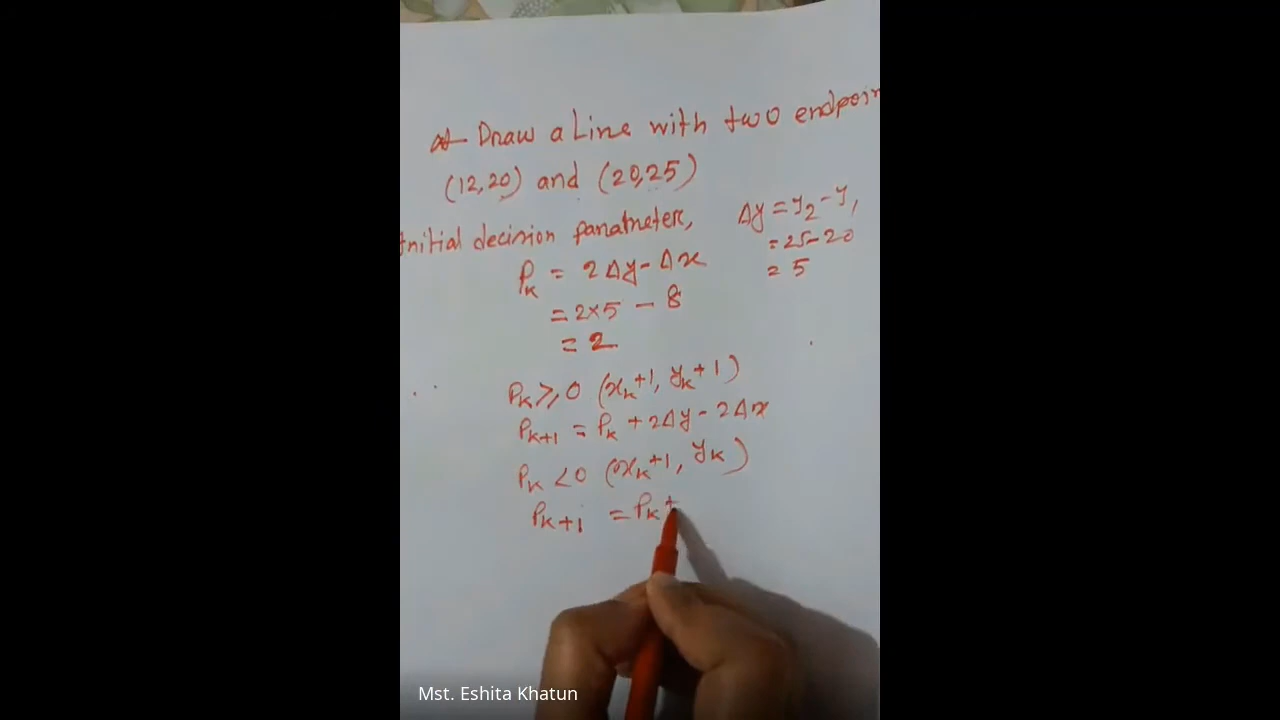 Draw a Line with two endpoin
(12,20) and (20,25)
Initial decision parameter,
Δy = y₂ - y₁
= 25 - 20
= 5
Pₖ = 2Δy - Δx
= 2×5 - 8
= 2
Pₖ ≥ 0 (xₖ+1, yₖ+1)
Pₖ₊₁ = Pₖ + 2Δy - 2Δx
Pₖ < 0 (xₖ+1, yₖ)
Pₖ₊₁ = Pₖ+
Mst. Eshita Khatun